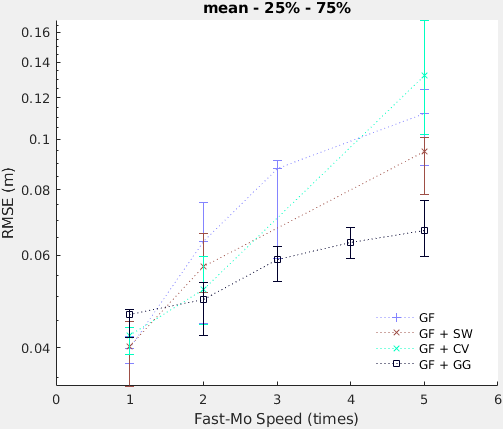 mean - 25% - 75%
0.16
0.14
0.12
0.1
0.08
0.06
0.04
RMSE (m)
GF
GF + SW
GF + CV
GF + GG
0 1 2 3 4 5 6
Fast-Mo Speed (times)